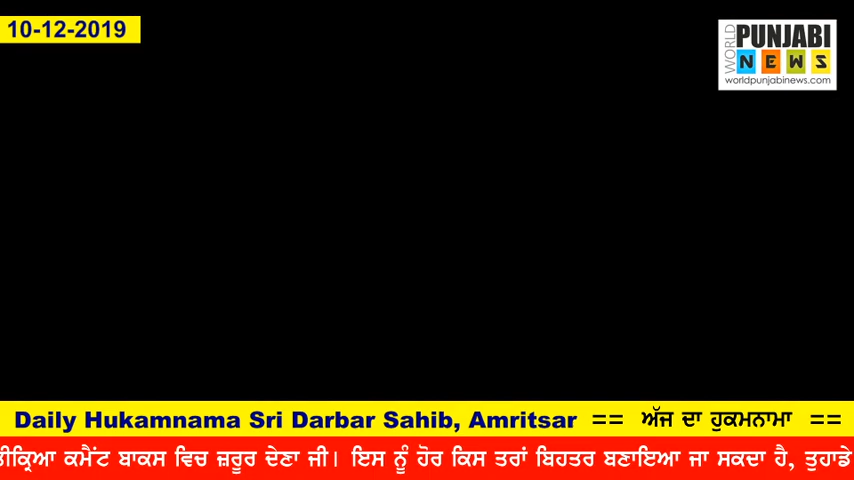 10-12-2019
WORLD PUNJABI
NEWS
worldpunjabinews.com
Daily Hukamnama Sri Darbar Sahib, Amritsar == ਅੱਜ ਦਾ ਹੁਕਮਨਾਮਾ ==
ਕਮੈਂਟ ਬਾਕਸ ਵਿਚ ਜ਼ਰੂਰ ਦੇਣਾ ਜੀ। ਇਸ ਨੂੰ ਹੋਰ ਕਿਸ ਤਰਾਂ ਬਿਹਤਰ ਬਣਾਇਆ ਜਾ ਸਕਦਾ ਹੈ, ਤੁਹਾਡੇ